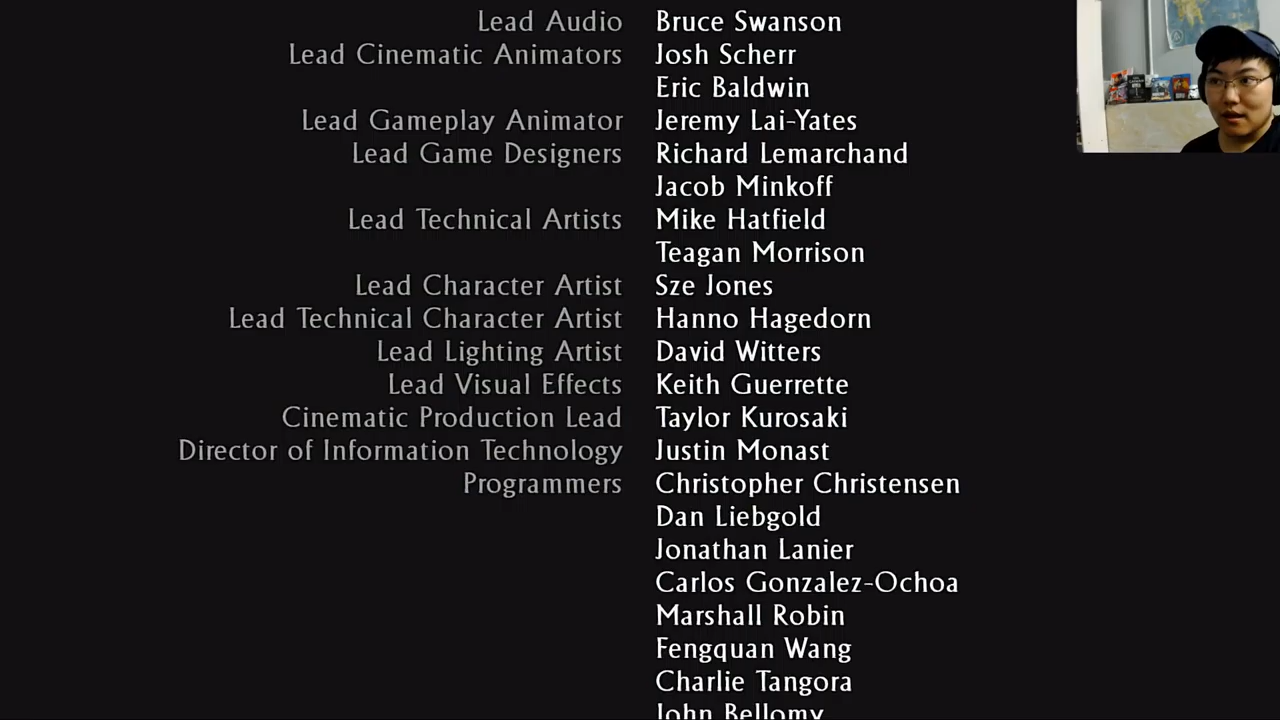 Lead Audio Bruce Swanson
Lead Cinematic Animators Josh Scherr
Eric Baldwin
Lead Gameplay Animator Jeremy Lai-Yates
Lead Game Designers Richard Lemarchand
Jacob Minkoff
Lead Technical Artists Mike Hatfield
Teagan Morrison
Lead Character Artist Sze Jones
Lead Technical Character Artist Hanno Hagedorn
Lead Lighting Artist David Witters
Lead Visual Effects Keith Guerrette
Cinematic Production Lead Taylor Kurosaki
Director of Information Technology Justin Monast
Programmers Christopher Christensen
Dan Liebgold
Jonathan Lanier
Carlos Gonzalez-Ochoa
Marshall Robin
Fengquan Wang
Charlie Tangora
John Bellomy